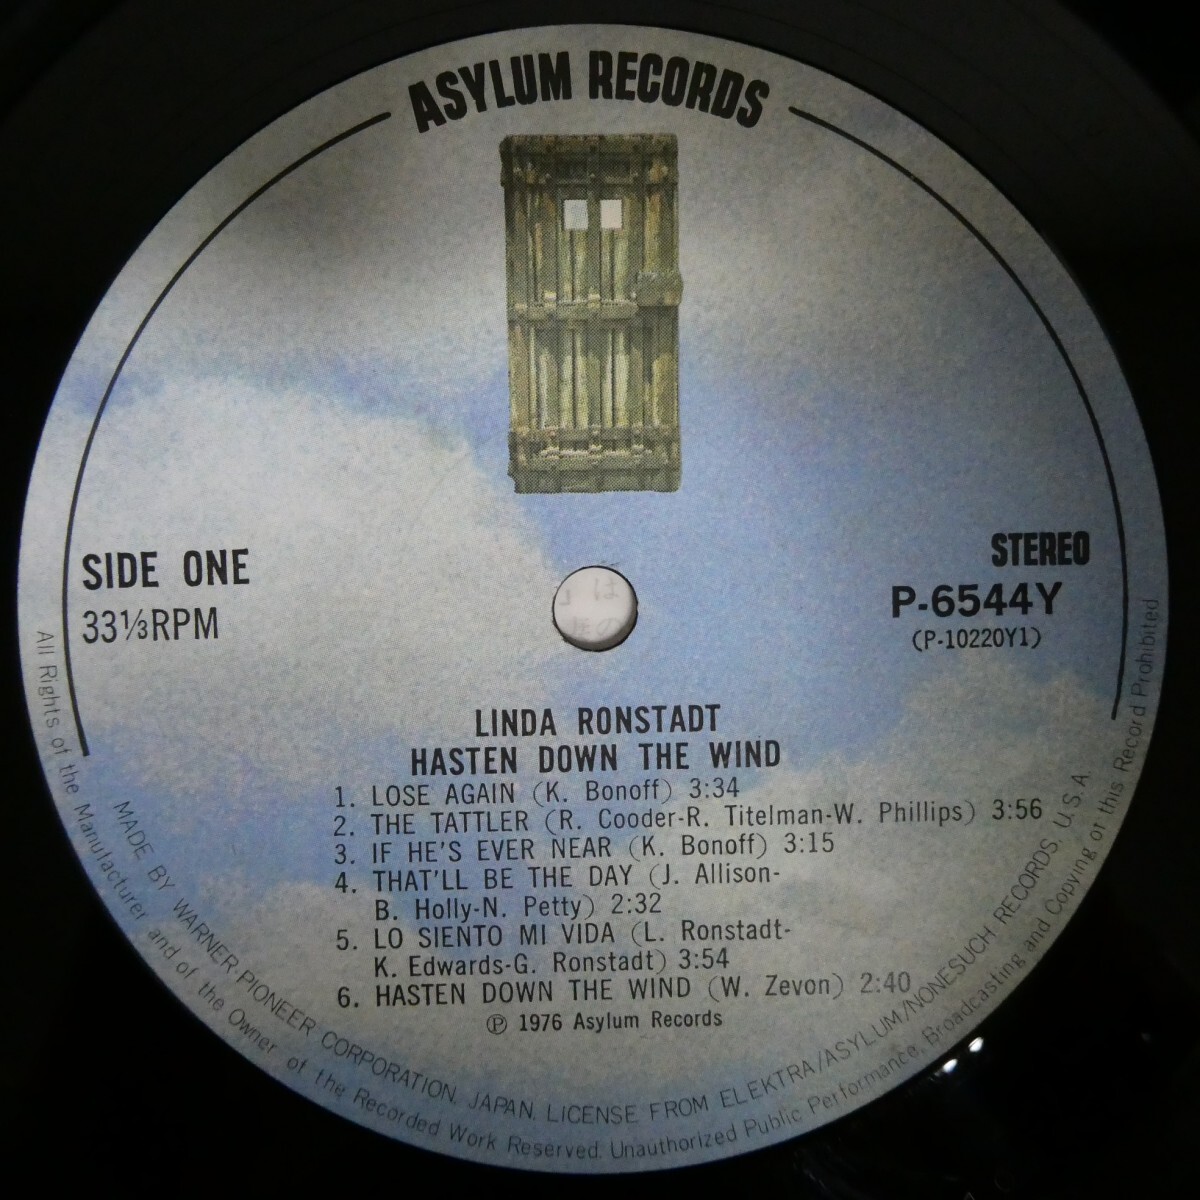 ASYLUM RECORDS
SIDE ONE
33⅓RPM
STEREO
P-6544Y
(P-10220Y1)
」は
の
LINDA RONSTADT
HASTEN DOWN THE WIND
1. LOSE AGAIN (K. Bonoff) 3:34
2. THE TATTLER (R. Cooder-R. Titelman-W. Phillips) 3:56
3. IF HE'S EVER NEAR (K. Bonoff) 3:15
4. THAT'LL BE THE DAY (J. Allison-
B. Holly-N. Petty) 2:32
5. LO SIENTO MI VIDA (L. Ronstadt-
K. Edwards-G. Ronstadt) 3:54
6. HASTEN DOWN THE WIND (W. Zevon) 2:40
Ⓟ 1976 Asylum Records
MADE BY WARNER-PIONEER CORPORATION. JAPAN. LICENSE FROM ELEKTRA/ASYLUM/NONESUCH RECORDS, U.S.A
All Rights of the Manufacturer and of the Owner of the Recorded Work Reserved. Unauthorized Public Performance, Broadcasting and Copying of this Record Prohibited